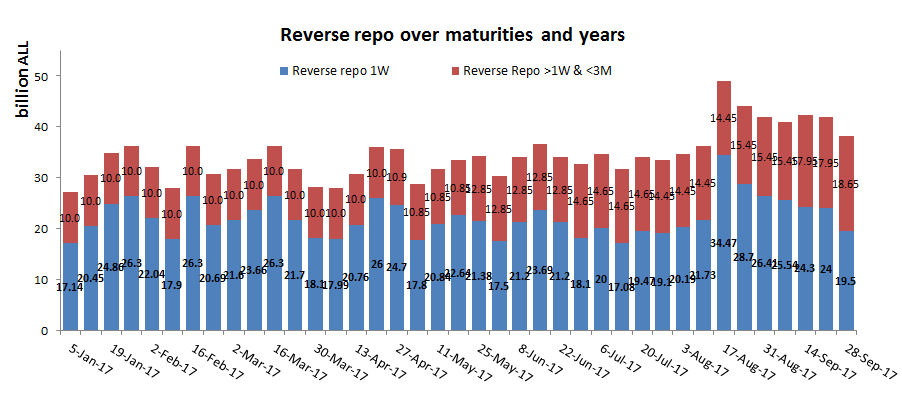 Reverse repo over maturities and years
billion ALL
Reverse repo 1W Reverse Repo >1W & <3M
50
40
30
20
10
0
10.0 10.0 10.0 10.0 10.0 10.0 10.0 10.0 10.0 10.0 10.0 10.0 10.0 10.0 10.0 10.0 10.9 10.85 10.85 10.85 12.85 12.85 12.85 12.85 12.85 14.65 14.65 14.65 14.65 14.45 14.45 14.45 14.45 15.45 15.45 15.45 17.95 17.95 18.65
17.14 20.45 24.86 26.3 22.04 17.9 26.3 20.69 21.6 23.66 26.3 21.7 18.1 17.99 20.76 26 24.7 17.8 20.84 22.64 21.38 17.5 21.2 23.69 21.2 18.1 20 17.08 19.47 19.1 20.19 21.73 34.47 28.7 26.41 25.54 24.3 24 19.5
5-Jan-17
19-Jan-17
2-Feb-17
16-Feb-17
2-Mar-17
16-Mar-17
30-Mar-17
13-Apr-17
27-Apr-17
11-May-17
25-May-17
8-Jun-17
22-Jun-17
6-Jul-17
20-Jul-17
3-Aug-17
17-Aug-17
31-Aug-17
14-Sep-17
28-Sep-17